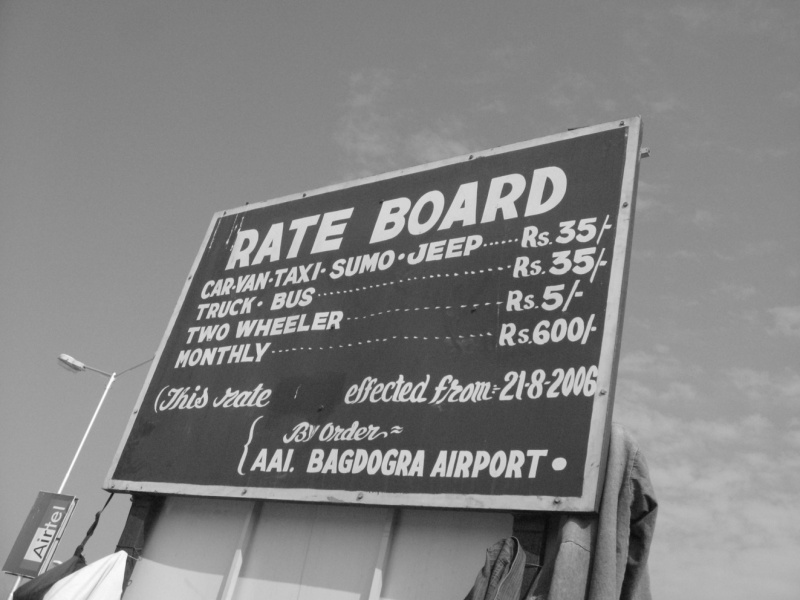 RATE BOARD
CAR·VAN·TAXI·SUMO·JEEP······Rs.35/-
TRUCK·BUS····················Rs.35/-
TWO WHEELER····················Rs.5/-
MONTHLY····························Rs.600/-
(This rate effected from:-21-8-2006
By Order~
AAI. BAGDOGRA AIRPORT
Airtel